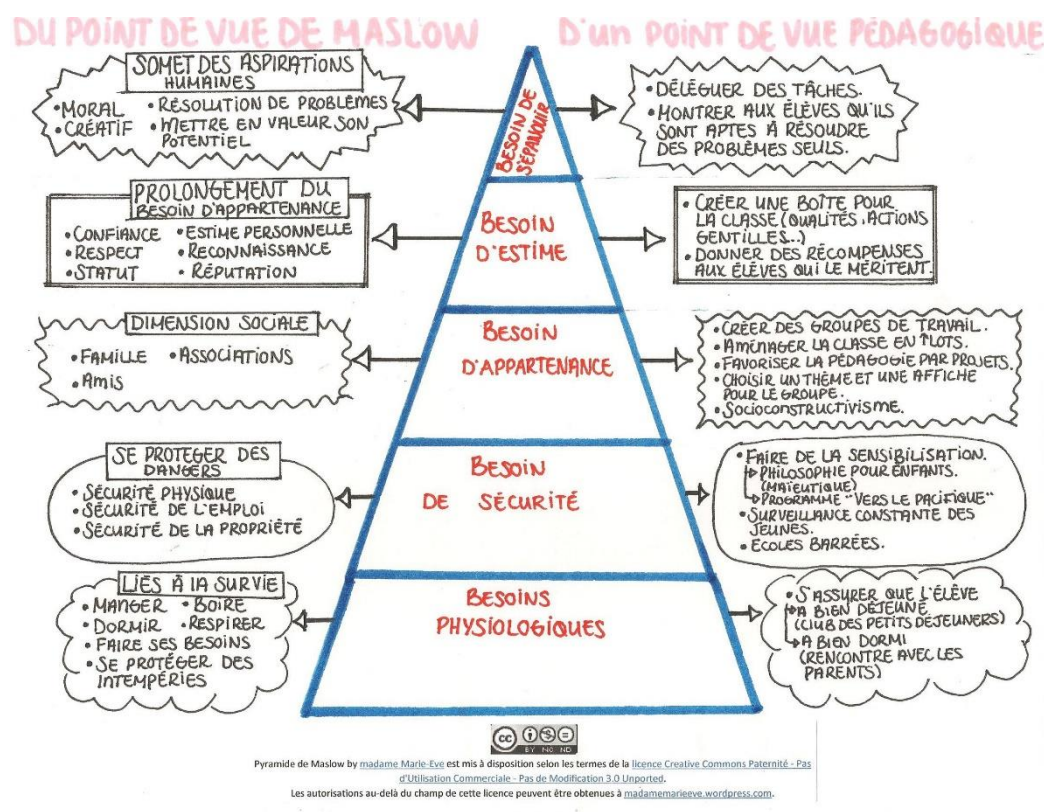 DU POINT DE VUE DE MASLOW
D'un POINT DE VUE PÉDAGOGIQUE
SOMET DES ASPIRATIONS
HUMAINES
• MORAL • RÉSOLUTION DE PROBLÈMES
• CRÉATIF • METTRE EN VALEUR SON
POTENTIEL
BESOIN DE
S'ÉPANOUIR
• DÉLÉGUER DES TÂCHES.
• MONTRER AUX ÉLÈVES QU'ILS
SONT APTES À RÉSOUDRE
DES PROBLÈMES SEULS.
PROLONGEMENT DU
BESOIN D'APPARTENANCE
• CONFIANCE • ESTIME PERSONNELLE
• RESPECT • RECONNAISSANCE
• STATUT • RÉPUTATION
BESOIN
D'ESTIME
• CRÉER UNE BOÎTE POUR
LA CLASSE (QUALITÉS, ACTIONS
GENTILLES...)
• DONNER DES RÉCOMPENSES
AUX ÉLÈVES QUI LE MÉRITENT.
DIMENSION SOCIALE
• FAMILLE • ASSOCIATIONS
• AMIS
BESOIN
D'APPARTENANCE
• CRÉER DES GROUPES DE TRAVAIL.
• AMÉNAGER LA CLASSE EN ÎLOTS.
• FAVORISER LA PÉDAGOGIE PAR PROJETS.
• CHOISIR UN THÈME ET UNE AFFICHE
POUR LE GROUPE.
• SOCIOCONSTRUCTIVISME.
SE PROTEGER DES
DANGERS
• SÉCURITÉ PHYSIQUE
• SÉCURITÉ DE L'EMPLOI
• SÉCURITÉ DE LA PROPRIÉTÉ
BESOIN
DE SÉCURITÉ
• FAIRE DE LA SENSIBILISATION.
↳ PHILOSOPHIE POUR ENFANTS.
(MAÏEUTIQUE)
↳ PROGRAMME "VERS LE PACIFIQUE"
• SURVEILLANCE CONSTANTE DES
JEUNES.
• ECOLES BARRÉES.
LIÉS À LA SURVIE
• MANGER • BOIRE
• DORMIR • RESPIRER
• FAIRE SES BESOINS
• SE PROTÉGER DES
INTEMPÉRIES
BESOINS
PHYSIOLOGIQUES
• S'ASSURER QUE L'ÉLÈVE
↳ A BIEN DÉJEUNÉ
(CLUB DES PETITS DÉJEUNERS)
↳ A BIEN DORMI
(RENCONTRE AVEC LES
PARENTS)
cc
BY NC ND
Pyramide de Maslow by madame Marie-Eve est mis à disposition selon les termes de la licence Creative Commons Paternité - Pas
d'Utilisation Commerciale - Pas de Modification 3.0 Unported.
Les autorisations au-delà du champ de cette licence peuvent être obtenues à madamemarieeve.wordpress.com.